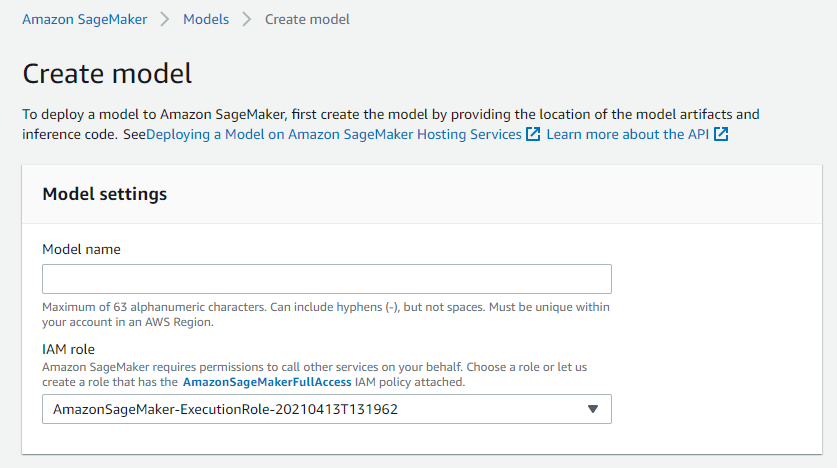 Amazon SageMaker > Models > Create model
Create model
To deploy a model to Amazon SageMaker, first create the model by providing the location of the model artifacts and
inference code. SeeDeploying a Model on Amazon SageMaker Hosting Services Learn more about the API
Model settings
Model name
Maximum of 63 alphanumeric characters. Can include hyphens (-), but not spaces. Must be unique within
your account in an AWS Region.
IAM role
Amazon SageMaker requires permissions to call other services on your behalf. Choose a role or let us
create a role that has the AmazonSageMakerFullAccess IAM policy attached.
AmazonSageMaker-ExecutionRole-20210413T131962